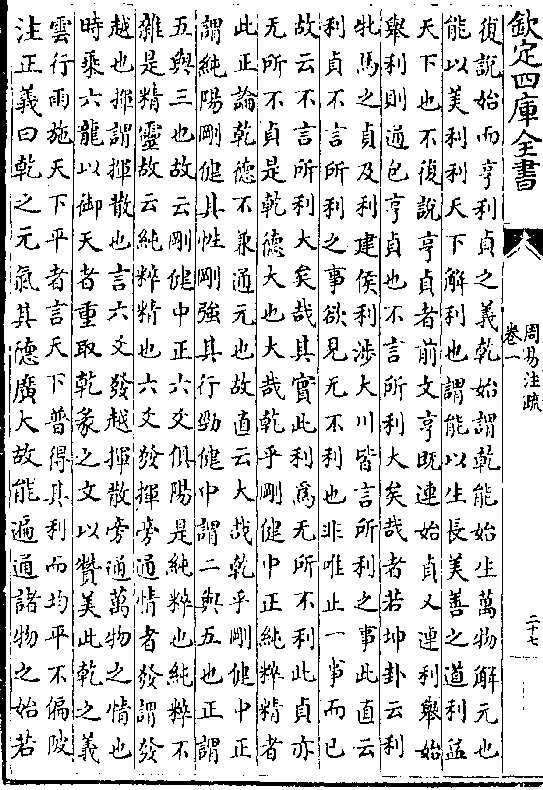 欽定四庫全書
周易注疏
卷一
二十七
復說始而亨利貞之義乾始謂乾能始生萬物解元也
能以美利利天下解利也謂能以生長美善之道利益
天下也不復說亨貞者前文亨既連始貞又連利舉始
舉利則通包亨貞也不言所利大矣哉者若坤卦云利
牝馬之貞及利建侯利涉大川皆言所利之事此直云
利貞不言所利之事欲見无不利也非唯止一事而已
故云不言所利大矣哉其實此利為无所不利此貞亦
无所不貞是乾德大也大哉乾乎剛健中正純粹精者
此正論乾德不兼通元也故直云大哉乾乎剛健中正
謂純陽剛健其性剛強其行勁健中謂二與五也正謂
五與三也故云剛健中正六爻俱陽是純粹也純粹不
雜是精靈故云純粹精也六爻發揮旁通情者發謂發
越也揮謂揮散也言六爻發越揮散旁通萬物之情也
時乘六龍以御天者重取乾彖之文以贊美此乾之義
雲行雨施天下平者言天下普得其利而均平不偏陂
注正義曰乾之元氣其德廣大故能遍通諸物之始若